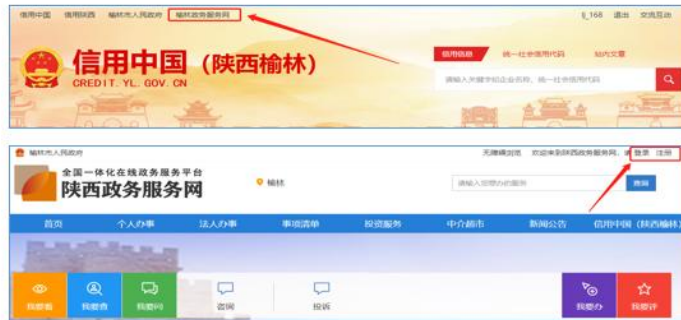 信用中国 信用陕西 榆林市人民政府 榆林政务服务网
退出 交流互动
信用中国（陕西榆林）
CREDIT. YL. GOV. CN
信用信息 统一社会信用代码 站内文章
请输入关键字如企业名称、统一社会信用代码
榆林市人民政府
无障碍浏览 欢迎来到陕西政务服务网，请 登录 注册
全国一体化在线政务服务平台
陕西政务服务网
榆林
请输入您想办的服务
查询
首页 个人办事 法人办事 事项清单 投资服务 中介超市 新闻公告 信用中国（陕西榆林）
我要看 我要查 我要问 咨询 投诉 我要办 我要评